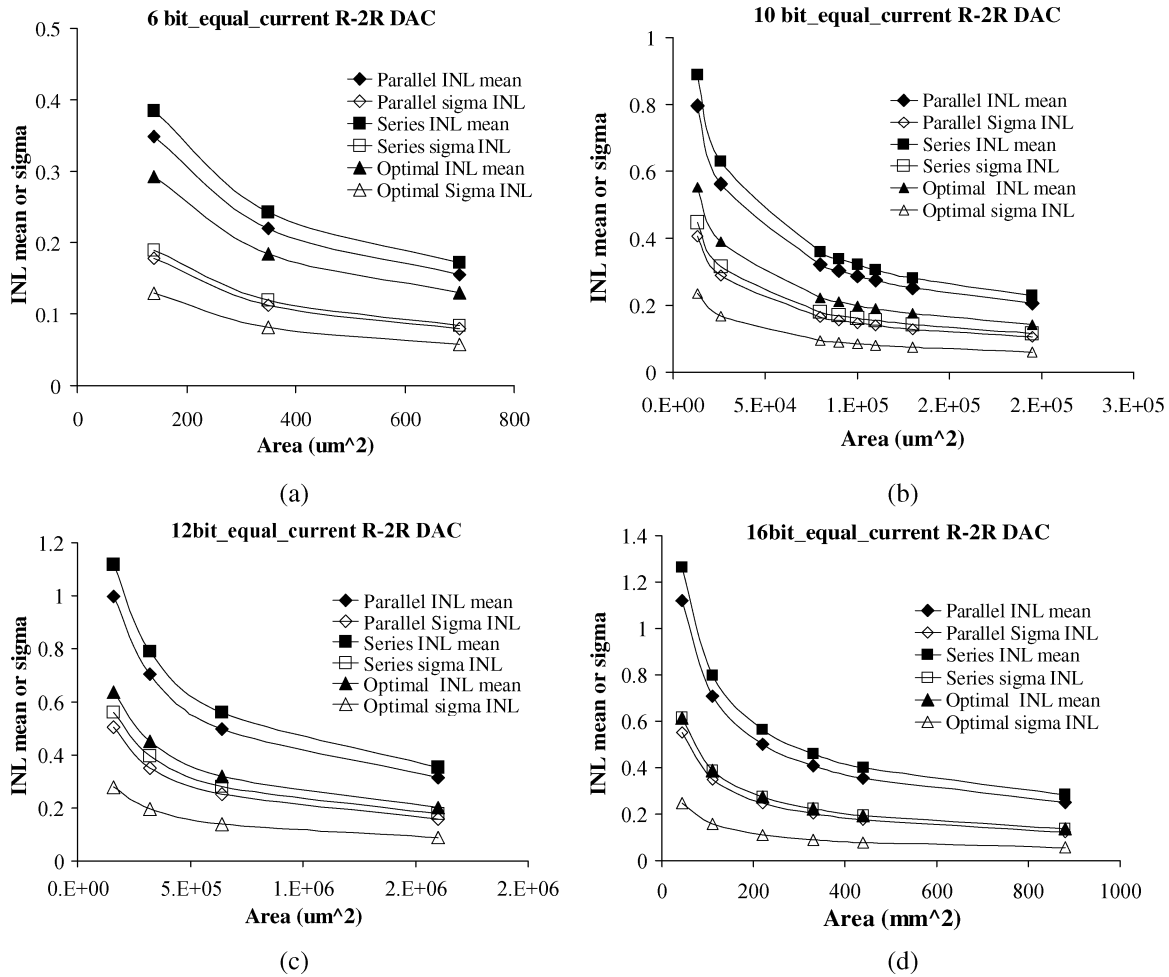 6 bit_equal_current R-2R DAC
INL mean or sigma
0.5
0.4
0.3
0.2
0.1
0
0
200
400
600
800
Area (um^2)
Parallel INL mean
Parallel sigma INL
Series INL mean
Series sigma INL
Optimal INL mean
Optimal Sigma INL
(a)
10 bit_equal_current R-2R DAC
INL mean or sigma
1
0.8
0.6
0.4
0.2
0
0.E+00
5.E+04
1.E+05
2.E+05
2.E+05
3.E+05
Area (um^2)
Parallel INL mean
Parallel Sigma INL
Series INL mean
Series sigma INL
Optimal INL mean
Optimal sigma INL
(b)
12bit_equal_current R-2R DAC
INL mean or sigma
1.2
1
0.8
0.6
0.4
0.2
0
0.E+00
5.E+05
1.E+06
2.E+06
2.E+06
Area (um^2)
Parallel INL mean
Parallel Sigma INL
Series INL mean
Series sigma INL
Optimal INL mean
Optimal sigma INL
(c)
16bit_equal_current R-2R DAC
INL mean or sigma
1.4
1.2
1
0.8
0.6
0.4
0.2
0
0
200
400
600
800
1000
Area (mm^2)
Parallel INL mean
Parallel Sigma INL
Series INL mean
Series sigma INL
Optimal INL mean
Optimal sigma INL
(d)